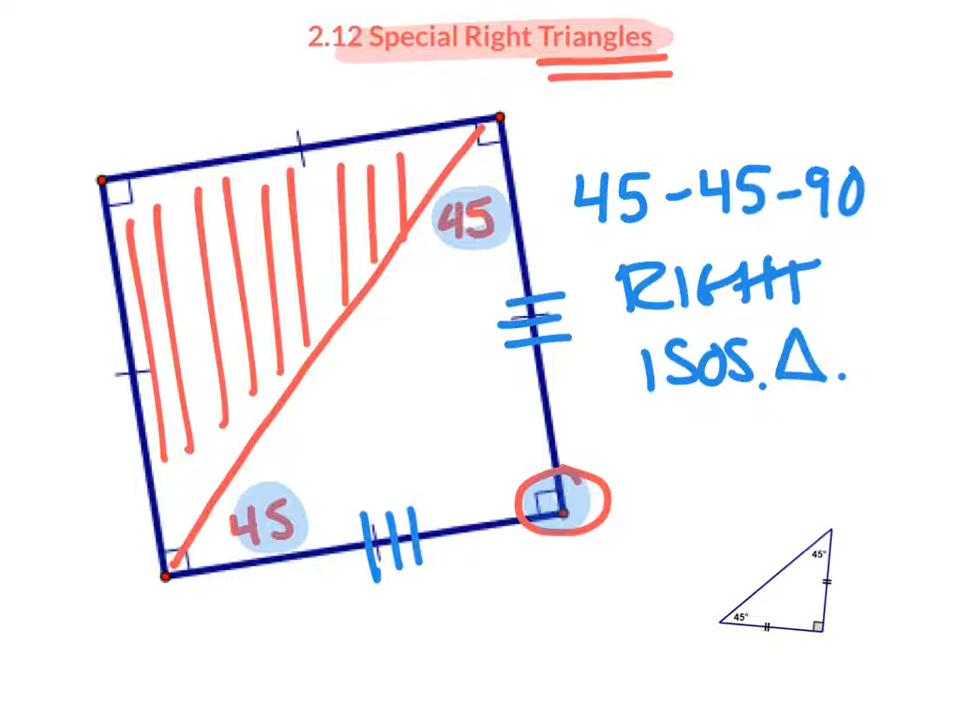 2.12 Special Right Triangles
45
45-45-90
RIGHT
ISOS. Δ.
45
45°
45°